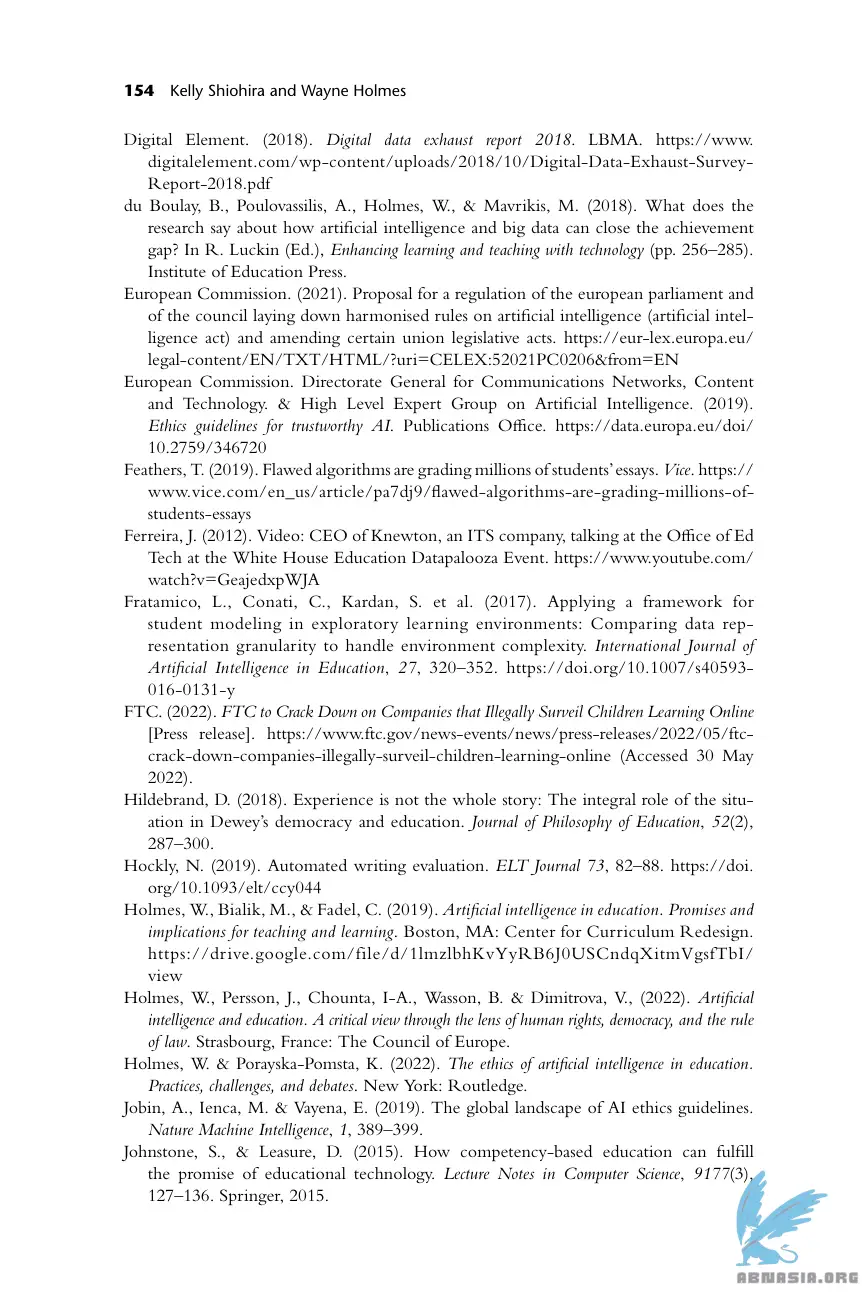 154 Kelly Shiohira and Wayne Holmes
Digital Element. (2018). Digital data exhaust report 2018. LBMA. https://www.
digitalelement.com/wp-content/uploads/2018/10/Digital-Data-Exhaust-Survey-
Report-2018.pdf
du Boulay, B., Poulovassilis, A., Holmes, W., & Mavrikis, M. (2018). What does the
research say about how artificial intelligence and big data can close the achievement
gap? In R. Luckin (Ed.), Enhancing learning and teaching with technology (pp. 256–285).
Institute of Education Press.
European Commission. (2021). Proposal for a regulation of the european parliament and
of the council laying down harmonised rules on artificial intelligence (artificial intel-
ligence act) and amending certain union legislative acts. https://eur-lex.europa.eu/
legal-content/EN/TXT/HTML/?uri=CELEX:52021PC0206&from=EN
European Commission. Directorate General for Communications Networks, Content
and Technology. & High Level Expert Group on Artificial Intelligence. (2019).
Ethics guidelines for trustworthy AI. Publications Office. https://data.europa.eu/doi/
10.2759/346720
Feathers, T. (2019). Flawed algorithms are grading millions of students’ essays. Vice. https://
www.vice.com/en_us/article/pa7dj9/flawed-algorithms-are-grading-millions-of-
students-essays
Ferreira, J. (2012). Video: CEO of Knewton, an ITS company, talking at the Office of Ed
Tech at the White House Education Datapalooza Event. https://www.youtube.com/
watch?v=GeajedxpWJA
Fratamico, L., Conati, C., Kardan, S. et al. (2017). Applying a framework for
student modeling in exploratory learning environments: Comparing data rep-
resentation granularity to handle environment complexity. International Journal of
Artificial Intelligence in Education, 27, 320–352. https://doi.org/10.1007/s40593-
016-0131-y
FTC. (2022). FTC to Crack Down on Companies that Illegally Surveil Children Learning Online
[Press release]. https://www.ftc.gov/news-events/news/press-releases/2022/05/ftc-
crack-down-companies-illegally-surveil-children-learning-online (Accessed 30 May
2022).
Hildebrand, D. (2018). Experience is not the whole story: The integral role of the situ-
ation in Dewey’s democracy and education. Journal of Philosophy of Education, 52(2),
287–300.
Hockly, N. (2019). Automated writing evaluation. ELT Journal 73, 82–88. https://doi.
org/10.1093/elt/ccy044
Holmes, W., Bialik, M., & Fadel, C. (2019). Artificial intelligence in education. Promises and
implications for teaching and learning. Boston, MA: Center for Curriculum Redesign.
https://drive.google.com/file/d/1lmzlbhKvYyRB6J0USCndqXitmVgsfTbI/
view
Holmes, W., Persson, J., Chounta, I-A., Wasson, B. & Dimitrova, V., (2022). Artificial
intelligence and education. A critical view through the lens of human rights, democracy, and the rule
of law. Strasbourg, France: The Council of Europe.
Holmes, W. & Porayska-Pomsta, K. (2022). The ethics of artificial intelligence in education.
Practices, challenges, and debates. New York: Routledge.
Jobin, A., Ienca, M. & Vayena, E. (2019). The global landscape of AI ethics guidelines.
Nature Machine Intelligence, 1, 389–399.
Johnstone, S., & Leasure, D. (2015). How competency-based education can fulfill
the promise of educational technology. Lecture Notes in Computer Science, 9177(3),
127–136. Springer, 2015.
ABNASIA.ORG